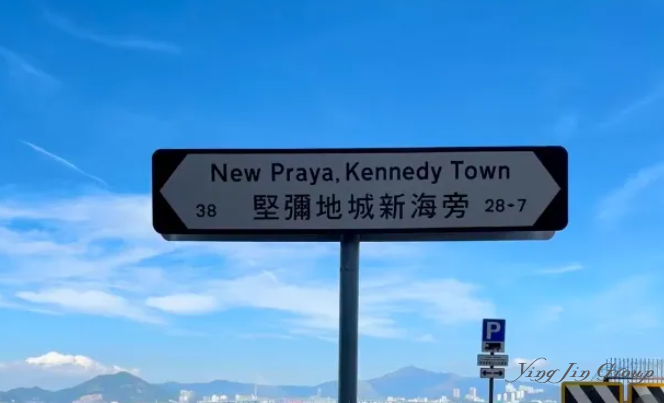 New Praya, Kennedy Town
38 堅彌地城新海旁 28-7
P
Ying Jin Group